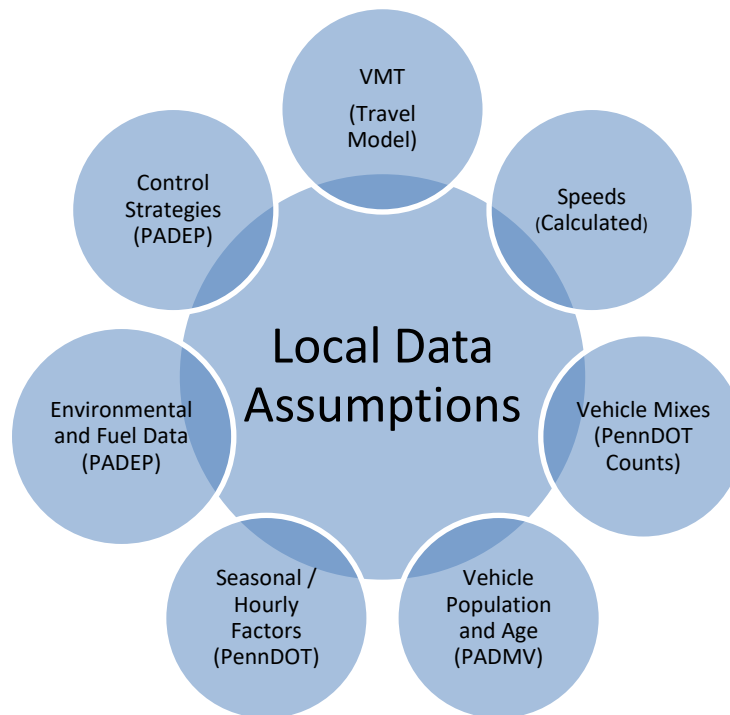 VMT
(Travel
Model)
Speeds
(Calculated)
Vehicle Mixes
(PennDOT
Counts)
Vehicle
Population
and Age
(PADMV)
Seasonal /
Hourly
Factors
(PennDOT)
Environmental
and Fuel Data
(PADEP)
Control
Strategies
(PADEP)
Local Data
Assumptions